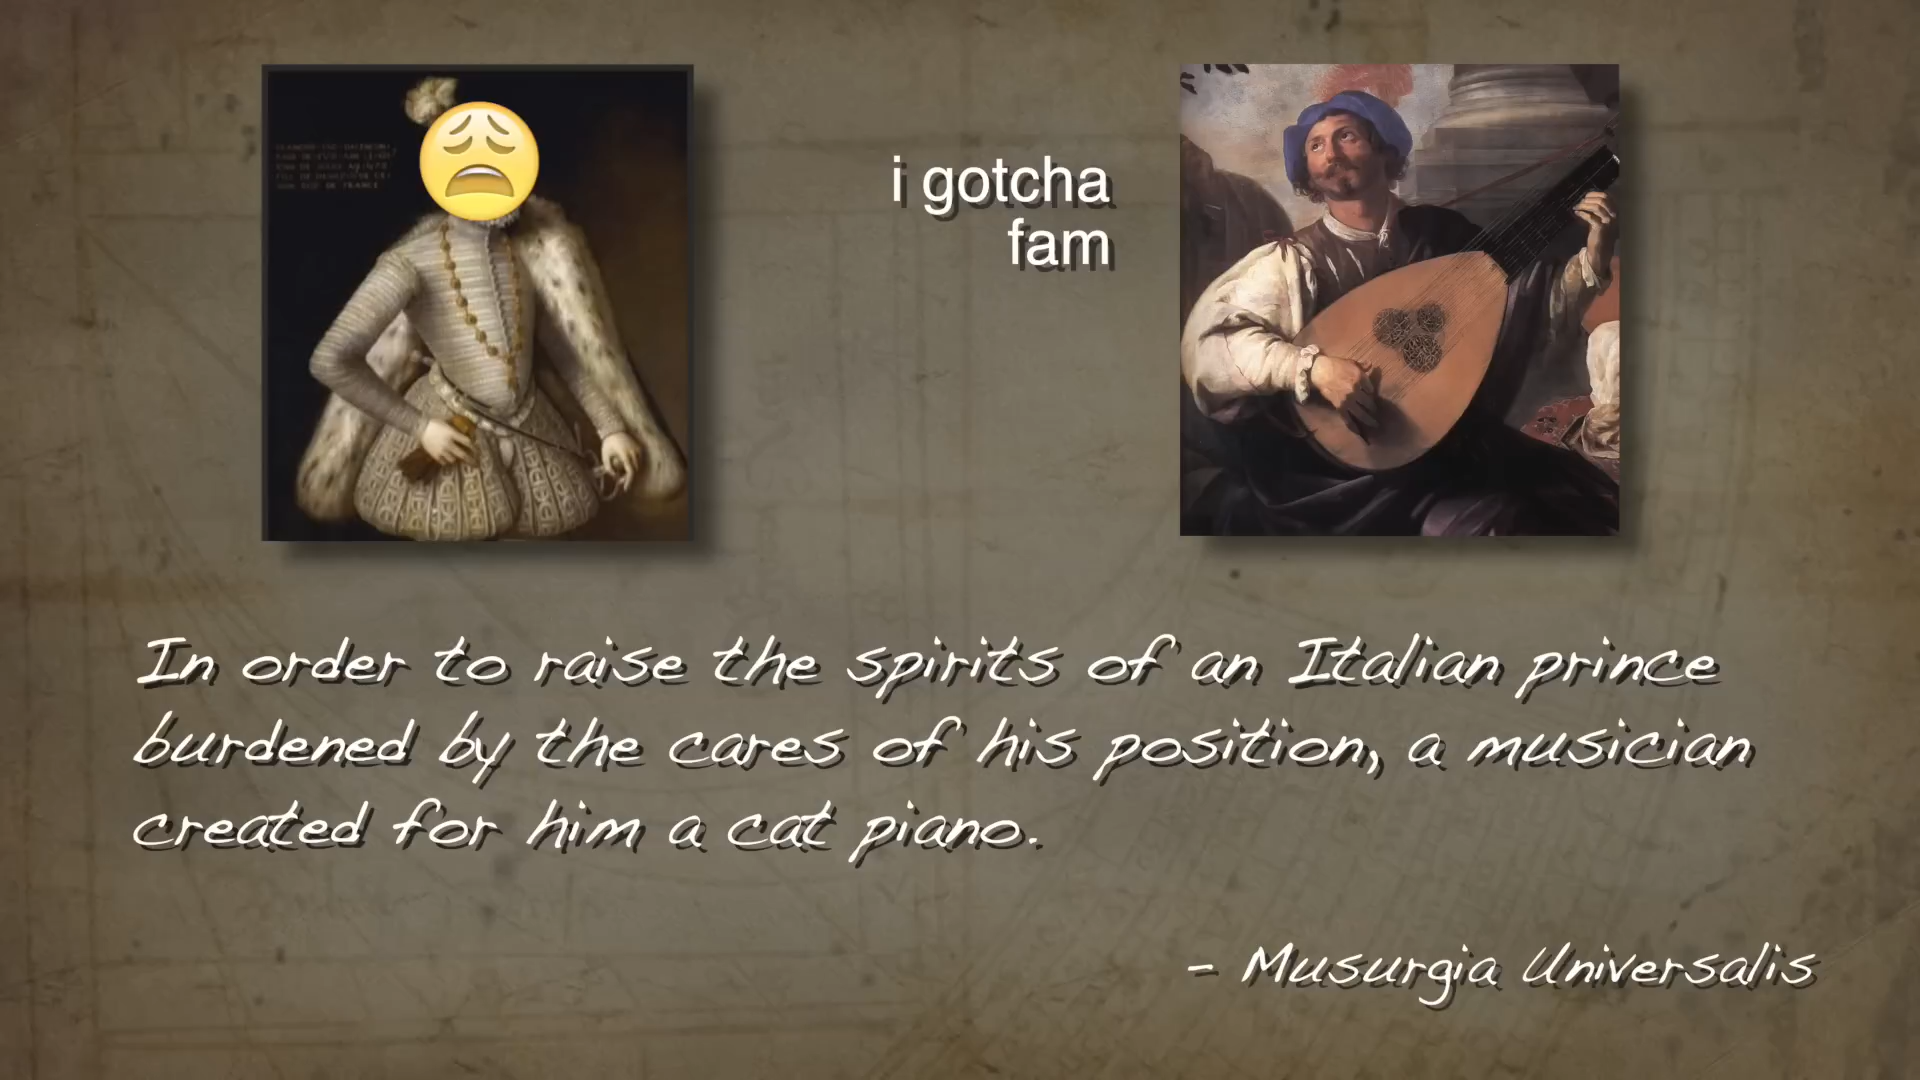 i gotcha
fam
In order to raise the spirits of an Italian prince
burdened by the cares of his position, a musician
created for him a cat piano.
- Musurgia Universalis